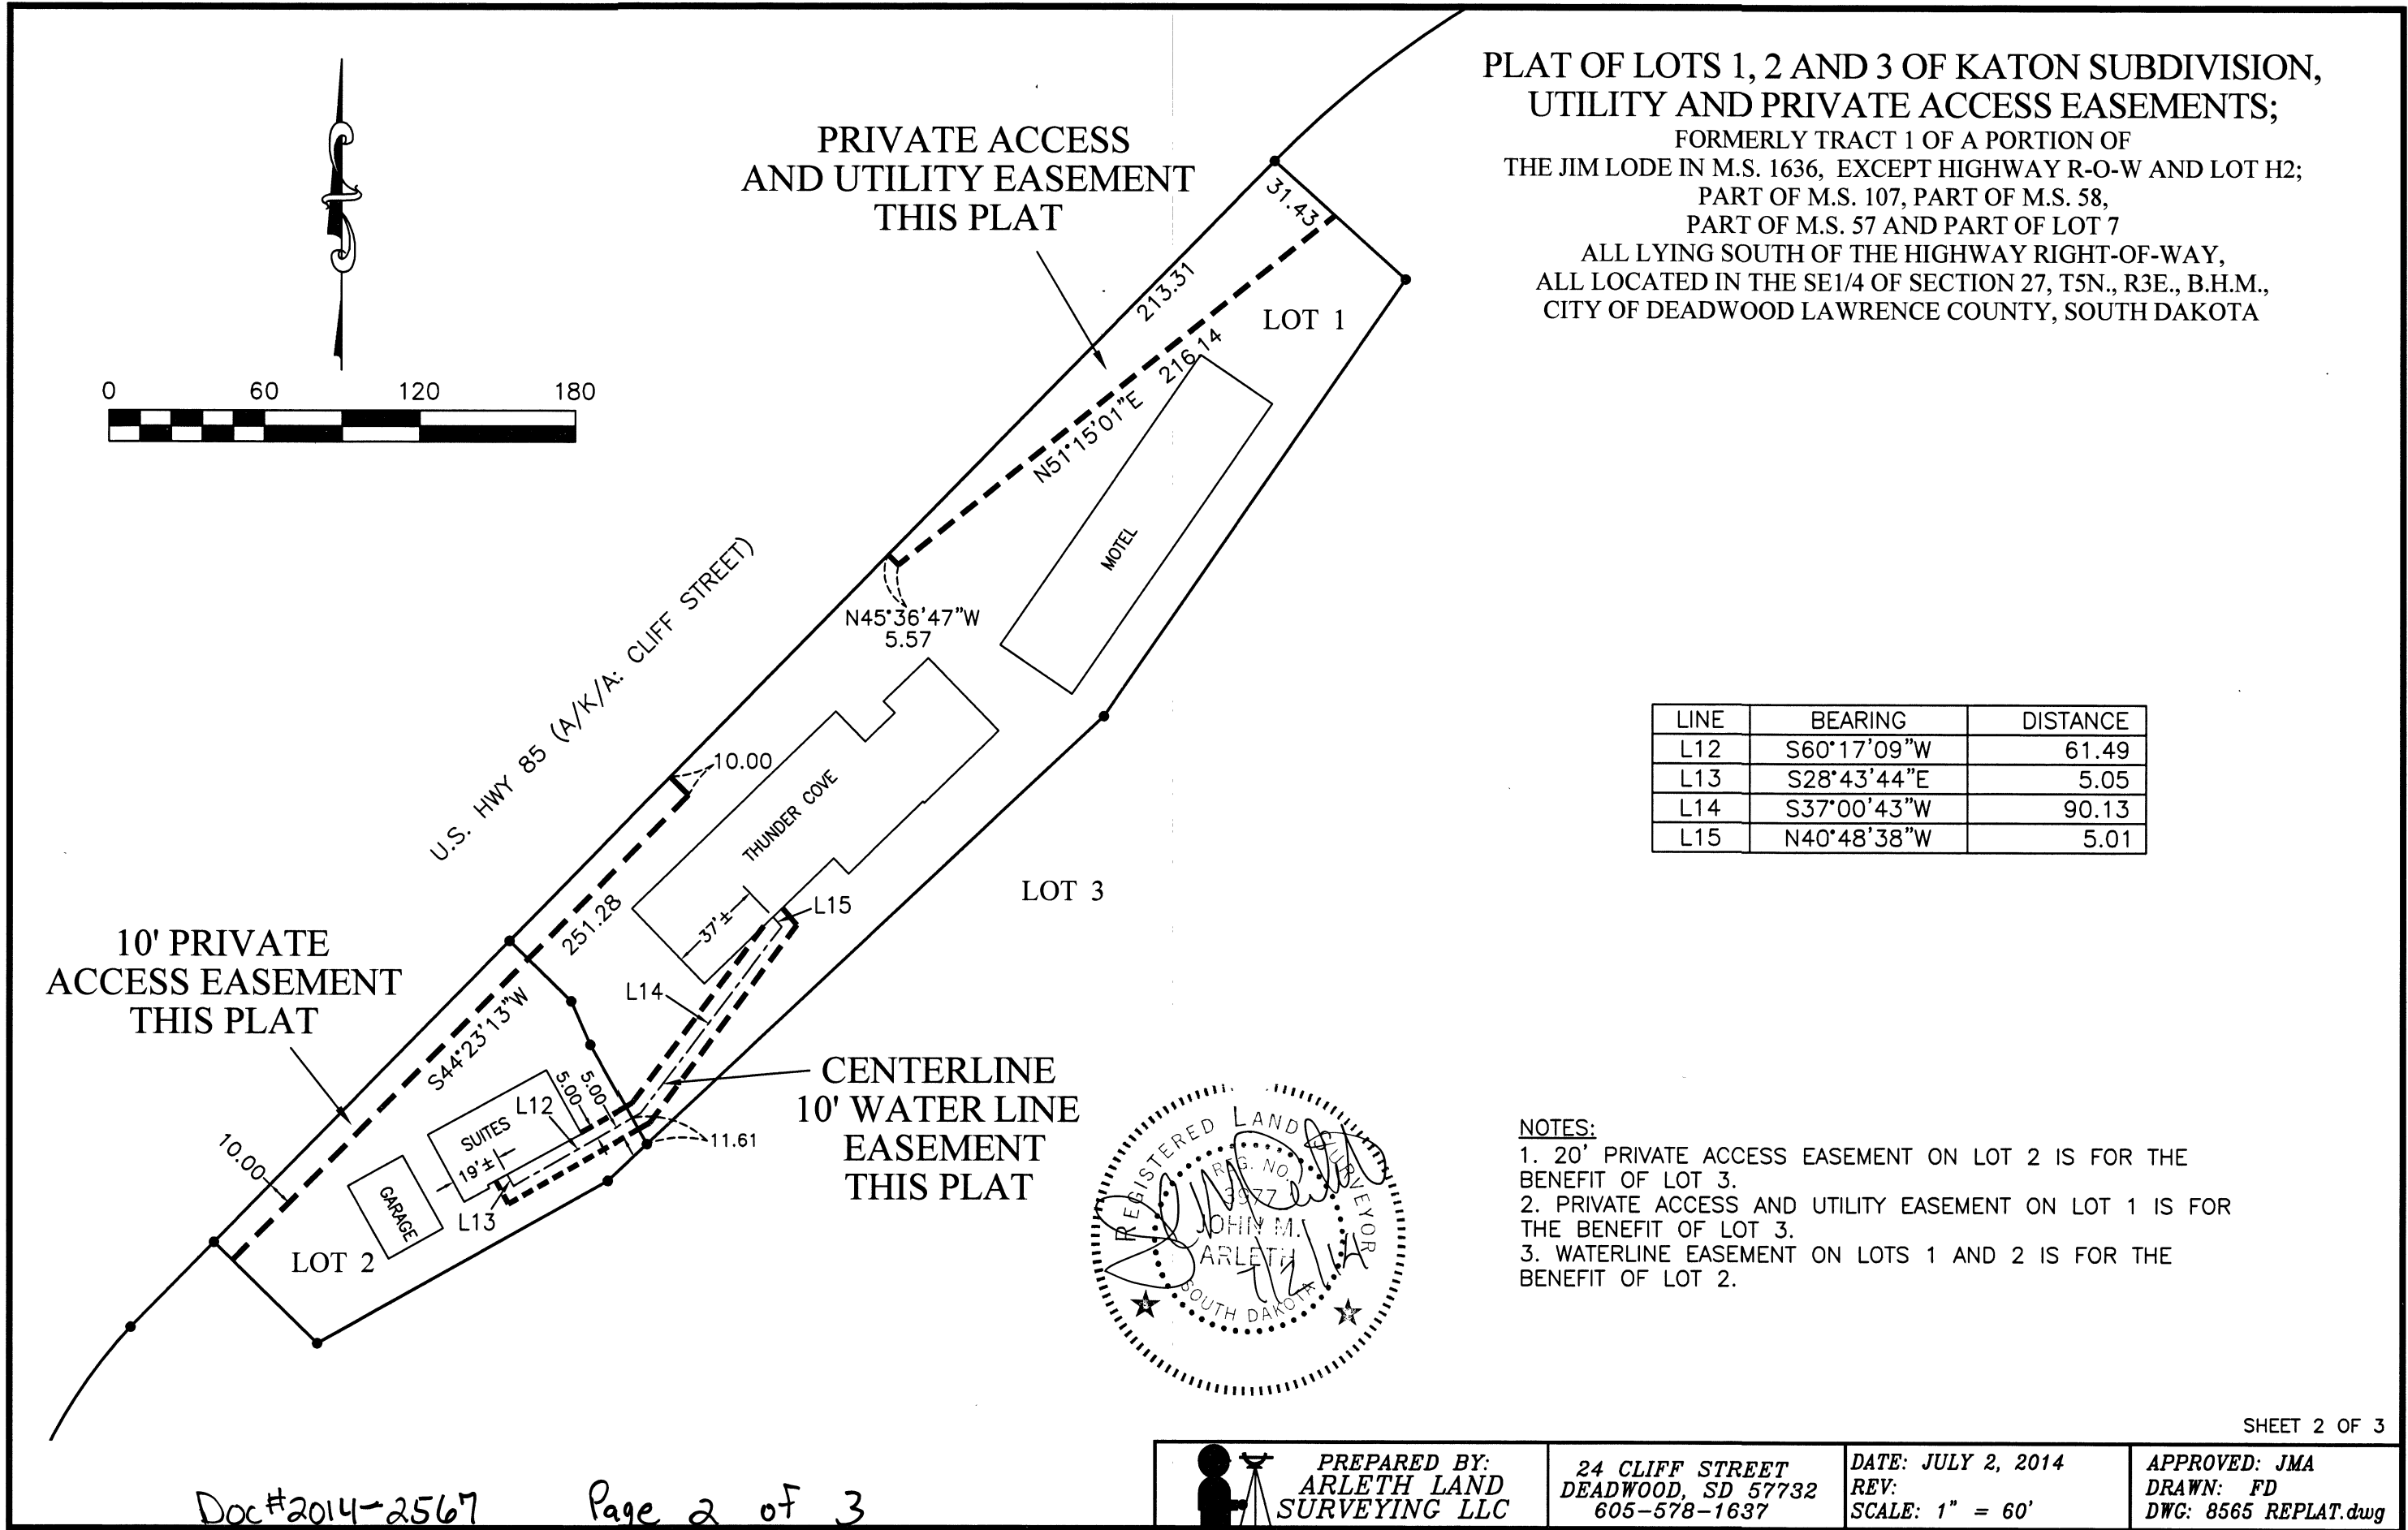 PLAT OF LOTS 1, 2 AND 3 OF KATON SUBDIVISION,
UTILITY AND PRIVATE ACCESS EASEMENTS;
FORMERLY TRACT 1 OF A PORTION OF
THE JIM LODE IN M.S. 1636, EXCEPT HIGHWAY R-O-W AND LOT H2;
PART OF M.S. 107, PART OF M.S. 58,
PART OF M.S. 57 AND PART OF LOT 7
ALL LYING SOUTH OF THE HIGHWAY RIGHT-OF-WAY,
ALL LOCATED IN THE SE1/4 OF SECTION 27, T5N., R3E., B.H.M.,
CITY OF DEADWOOD LAWRENCE COUNTY, SOUTH DAKOTA
0 60 120 180
PRIVATE ACCESS
AND UTILITY EASEMENT
THIS PLAT
31.43
213.31
216.14
N51°15'01"E
LOT 1
MOTEL
N45°36'47"W
5.57
U.S. HWY 85 (A/K/A: CLIFF STREET)
10.00
THUNDER COVE
37'±
L15
LOT 3
251.28
S44°23'13"W
10' PRIVATE
ACCESS EASEMENT
THIS PLAT
L14
CENTERLINE
10' WATER LINE
EASEMENT
THIS PLAT
5.00
5.00
L12
11.61
SUITES
19'±
10.00
GARAGE
L13
LOT 2
LINE BEARING DISTANCE
L12 S60°17'09"W 61.49
L13 S28°43'44"E 5.05
L14 S37°00'43"W 90.13
L15 N40°48'38"W 5.01
REGISTERED LAND SURVEYOR
REG. NO.
3977
JOHN M.
ARLETH
SOUTH DAKOTA
7/2/14
NOTES:
1. 20' PRIVATE ACCESS EASEMENT ON LOT 2 IS FOR THE
BENEFIT OF LOT 3.
2. PRIVATE ACCESS AND UTILITY EASEMENT ON LOT 1 IS FOR
THE BENEFIT OF LOT 3.
3. WATERLINE EASEMENT ON LOTS 1 AND 2 IS FOR THE
BENEFIT OF LOT 2.
SHEET 2 OF 3
PREPARED BY:
ARLETH LAND
SURVEYING LLC
24 CLIFF STREET
DEADWOOD, SD 57732
605-578-1637
DATE: JULY 2, 2014
REV:
SCALE: 1" = 60'
APPROVED: JMA
DRAWN: FD
DWG: 8565 REPLAT.dwg
Doc#2014-2567 Page 2 of 3